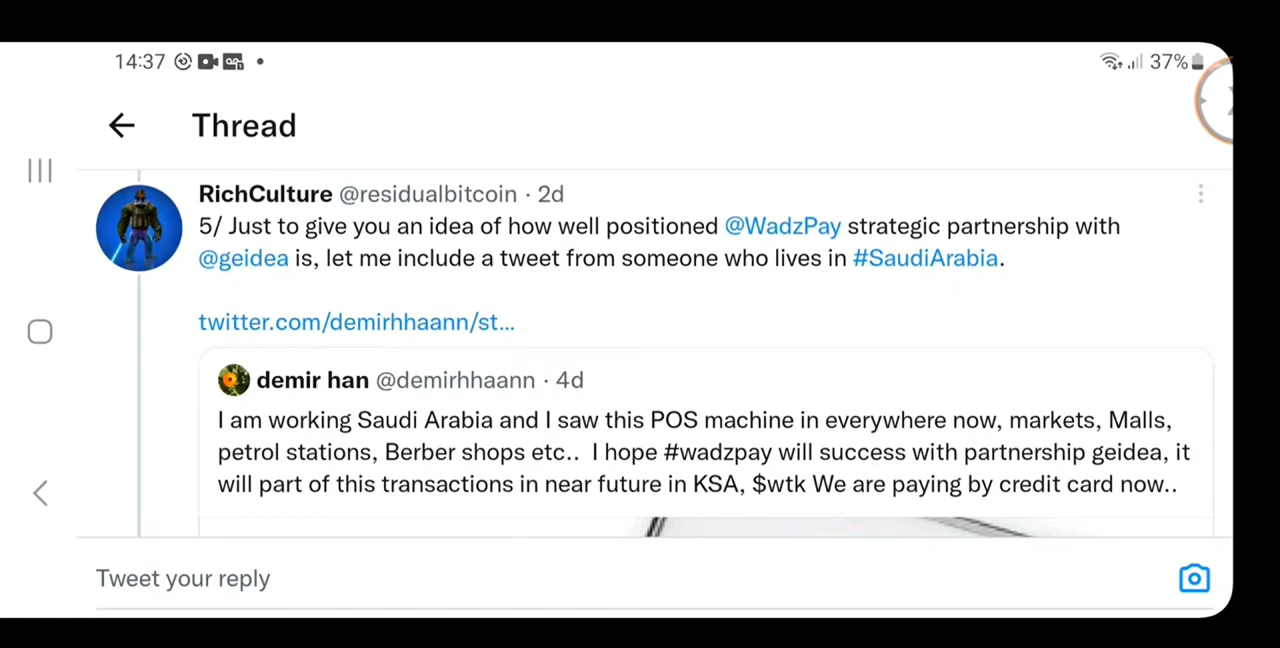 14:37
37%
Thread
RichCulture @residualbitcoin · 2d
5/ Just to give you an idea of how well positioned @WadzPay strategic partnership with
@geidea is, let me include a tweet from someone who lives in #SaudiArabia.
twitter.com/demirhhaann/st...
demir han @demirhhaann · 4d
I am working Saudi Arabia and I saw this POS machine in everywhere now, markets, Malls,
petrol stations, Berber shops etc.. I hope #wadzpay will success with partnership geidea, it
will part of this transactions in near future in KSA, $wtk We are paying by credit card now..
Tweet your reply